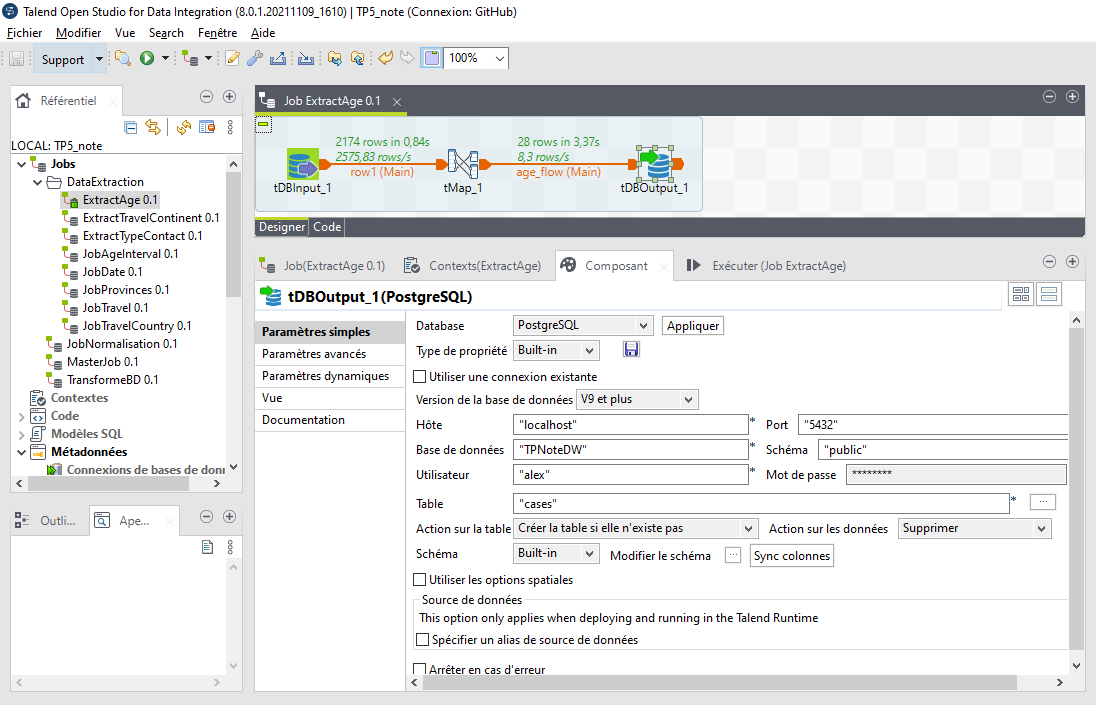 Talend Open Studio for Data Integration (8.0.1.20211109_1610) | TP5_note (Connexion: GitHub)
Fichier Modifier Vue Search Fenêtre Aide
Support 100%
Référentiel
LOCAL: TP5_note
Jobs
DataExtraction
ExtractAge 0.1
ExtractTravelContinent 0.1
ExtractTypeContact 0.1
JobAgeInterval 0.1
JobDate 0.1
JobProvinces 0.1
JobTravel 0.1
JobTravelCountry 0.1
JobNormalisation 0.1
MasterJob 0.1
TransformeBD 0.1
Contextes
Code
Modèles SQL
Métadonnées
Connexions de bases de donn
Outli... Ape...
Job ExtractAge 0.1
2174 rows in 0,84s
2575,83 rows/s
row1 (Main)
28 rows in 3,37s
8,3 rows/s
age_flow (Main)
tDBInput_1 tMap_1 tDBOutput_1
Designer Code
Job(ExtractAge 0.1) Contexts(ExtractAge) Composant Exécuter (Job ExtractAge)
tDBOutput_1(PostgreSQL)
Paramètres simples
Paramètres avancés
Paramètres dynamiques
Vue
Documentation
Database PostgreSQL Appliquer
Type de propriété Built-in
Utiliser une connexion existante
Version de la base de données V9 et plus
Hôte "localhost" * Port "5432"
Base de données "TPNoteDW" * Schéma "public"
Utilisateur "alex" * Mot de passe ********
Table "cases" * ...
Action sur la table Créer la table si elle n'existe pas Action sur les données Supprimer
Schéma Built-in Modifier le schéma ... Sync colonnes
Utiliser les options spatiales
Source de données
This option only applies when deploying and running in the Talend Runtime
Spécifier un alias de source de données
Arrêter en cas d'erreur